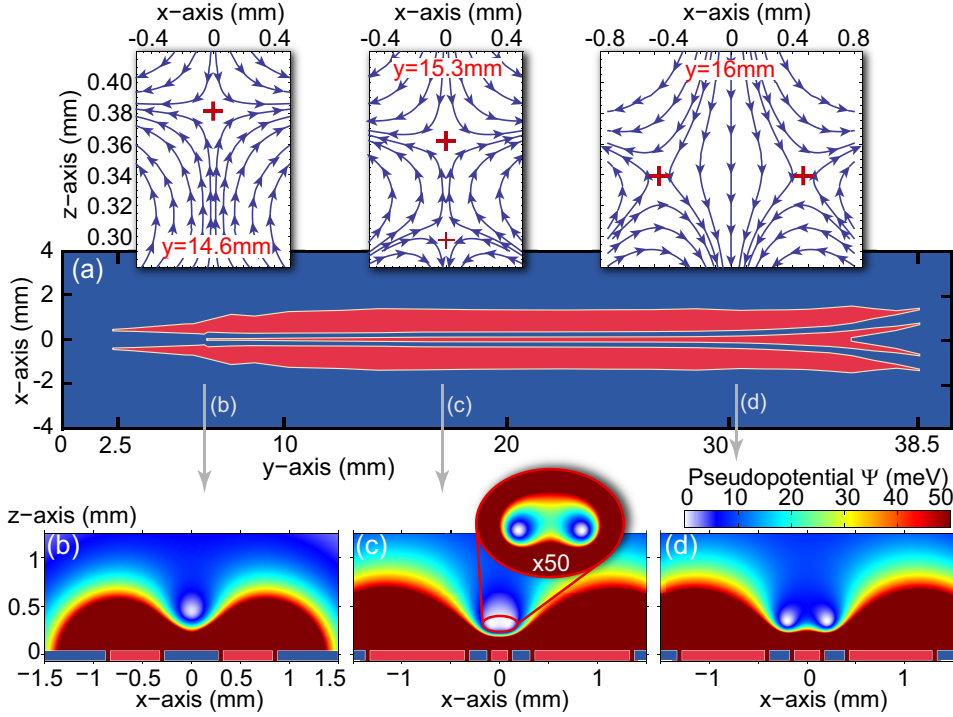 x−axis (mm) x−axis (mm) x−axis (mm)
-0.4 0 0.4 -0.4 0 0.4 -0.8 -0.4 0 0.4 0.8
z−axis (mm)
0.40
0.38
0.36
0.34
0.32
0.30
y=14.6mm
y=15.3mm
y=16mm
(a)
x−axis (mm)
4
2
0
−2
−4
(b) (c) (d)
0 2.5 10 20 30 38.5
y−axis (mm)
Pseudopotential Ψ (meV)
0 10 20 30 40 50
z−axis (mm)
1
0.5
0
(b) (c) (d)
x50
−1.5 −1 −0.5 0 0.5 1 1.5 −1 0 1 −1 0 1
x−axis (mm) x−axis (mm) x−axis (mm)